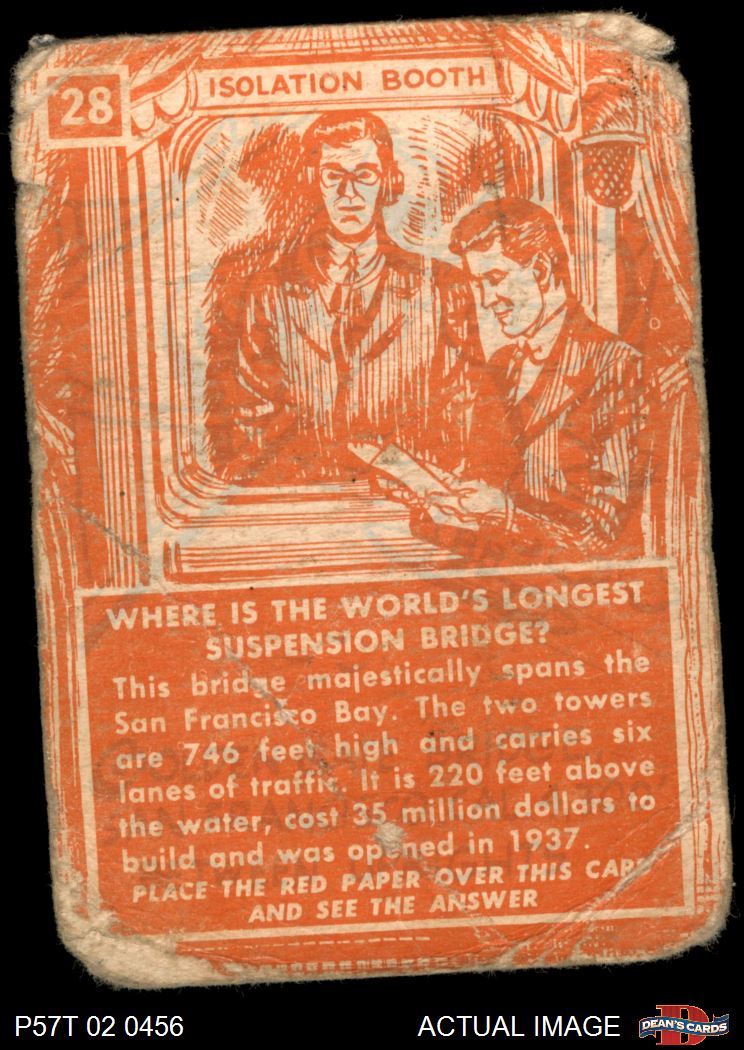 28
ISOLATION BOOTH
WHERE IS THE WORLD'S LONGEST
SUSPENSION BRIDGE?
This bridge majestically spans the
San Francisco Bay. The two towers
are 746 feet high and carries six
lanes of traffic. It is 220 feet above
the water, cost 35 million dollars to
build and was opened in 1937.
PLACE THE RED PAPER OVER THIS CARD
AND SEE THE ANSWER
P57T 02 0456
ACTUAL IMAGE
D
DEAN'S CARDS